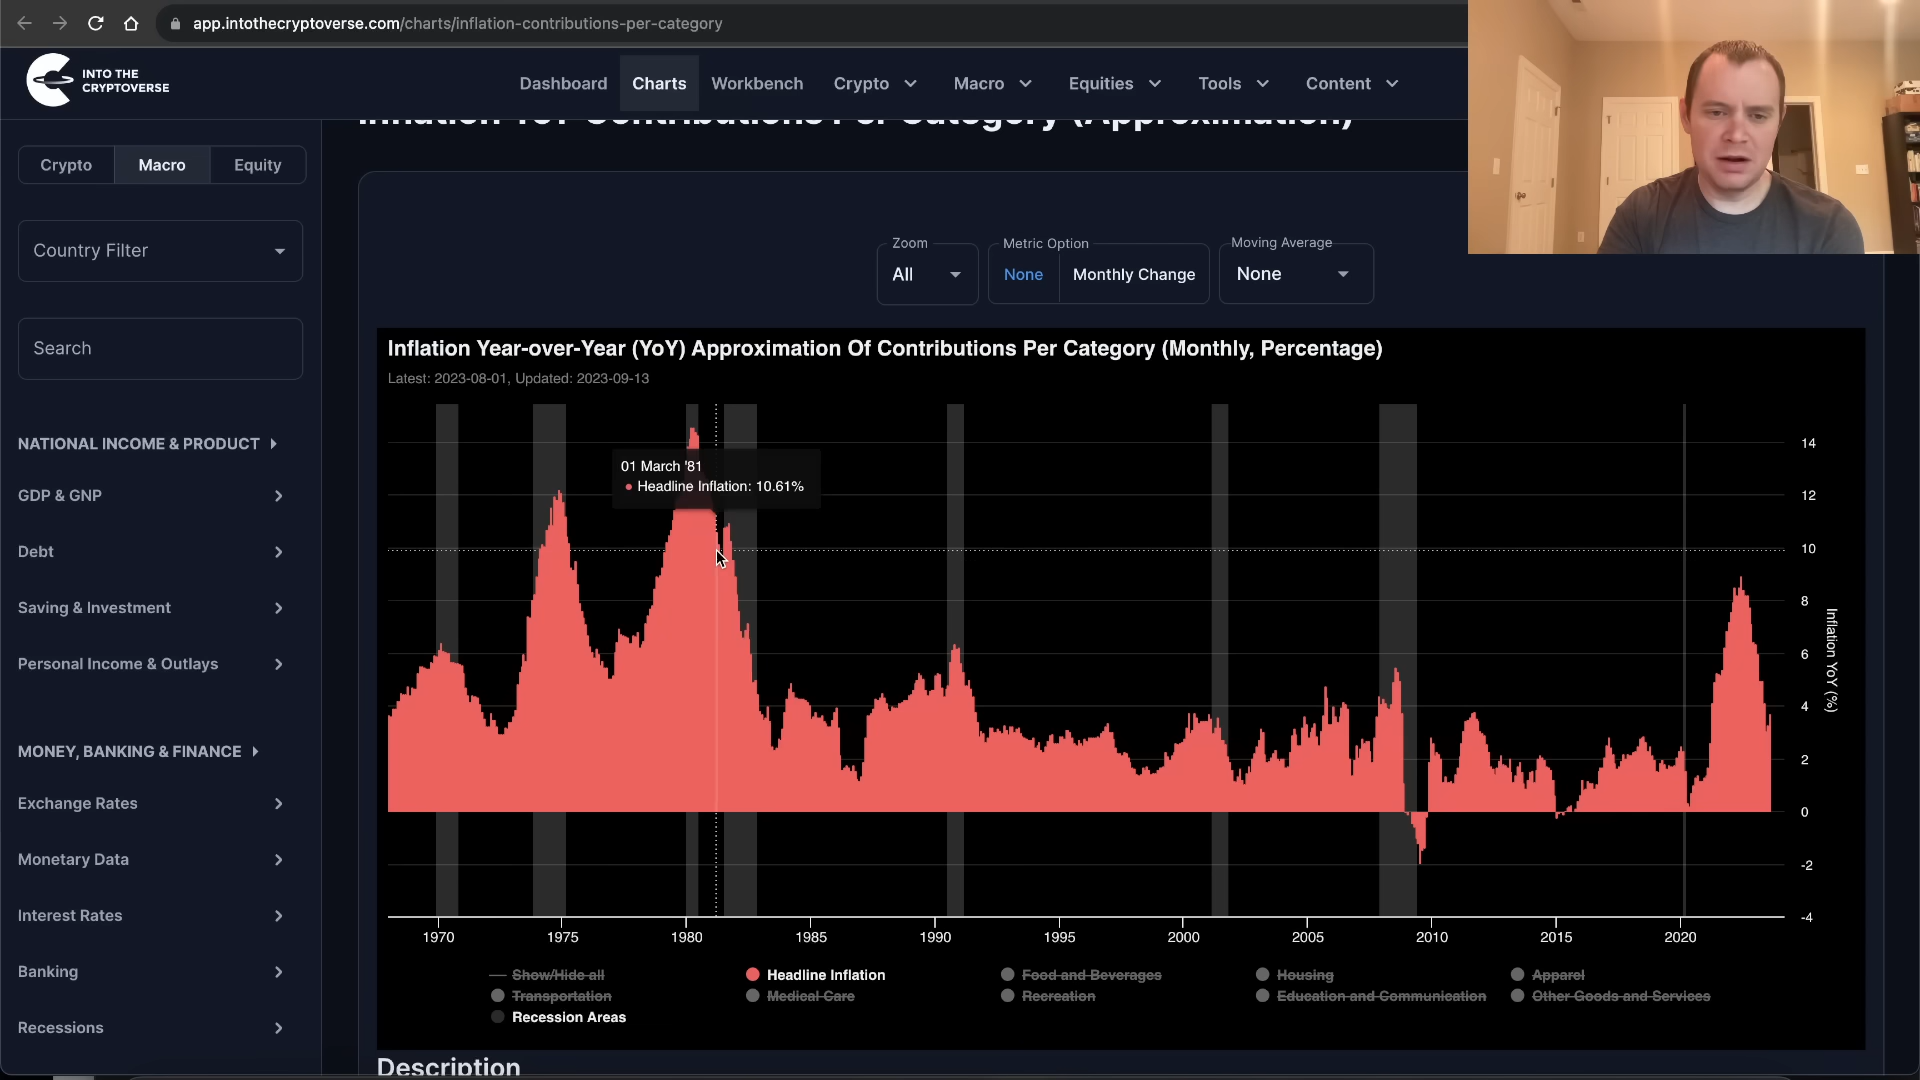 app.intothecryptoverse.com/charts/inflation-contributions-per-category
INTO THE
CRYPTOVERSE
Dashboard
Charts
Workbench
Crypto
Macro
Equities
Tools
Content
Inflation YoY Contributions Per Category (Approximation)
Crypto
Macro
Equity
Country Filter
Search
NATIONAL INCOME & PRODUCT
GDP & GNP
Debt
Saving & Investment
Personal Income & Outlays
MONEY, BANKING & FINANCE
Exchange Rates
Monetary Data
Interest Rates
Banking
Recessions
Zoom
All
Metric Option
None
Monthly Change
Moving Average
None
Inflation Year-over-Year (YoY) Approximation Of Contributions Per Category (Monthly, Percentage)
Latest: 2023-08-01, Updated: 2023-09-13
01 March '81
Headline Inflation: 10.61%
14
12
10
8
6
4
2
0
-2
-4
Inflation YoY (%)
1970
1975
1980
1985
1990
1995
2000
2005
2010
2015
2020
Show/Hide all
Headline Inflation
Food and Beverages
Housing
Apparel
Transportation
Medical Care
Recreation
Education and Communication
Other Goods and Services
Recession Areas
Description